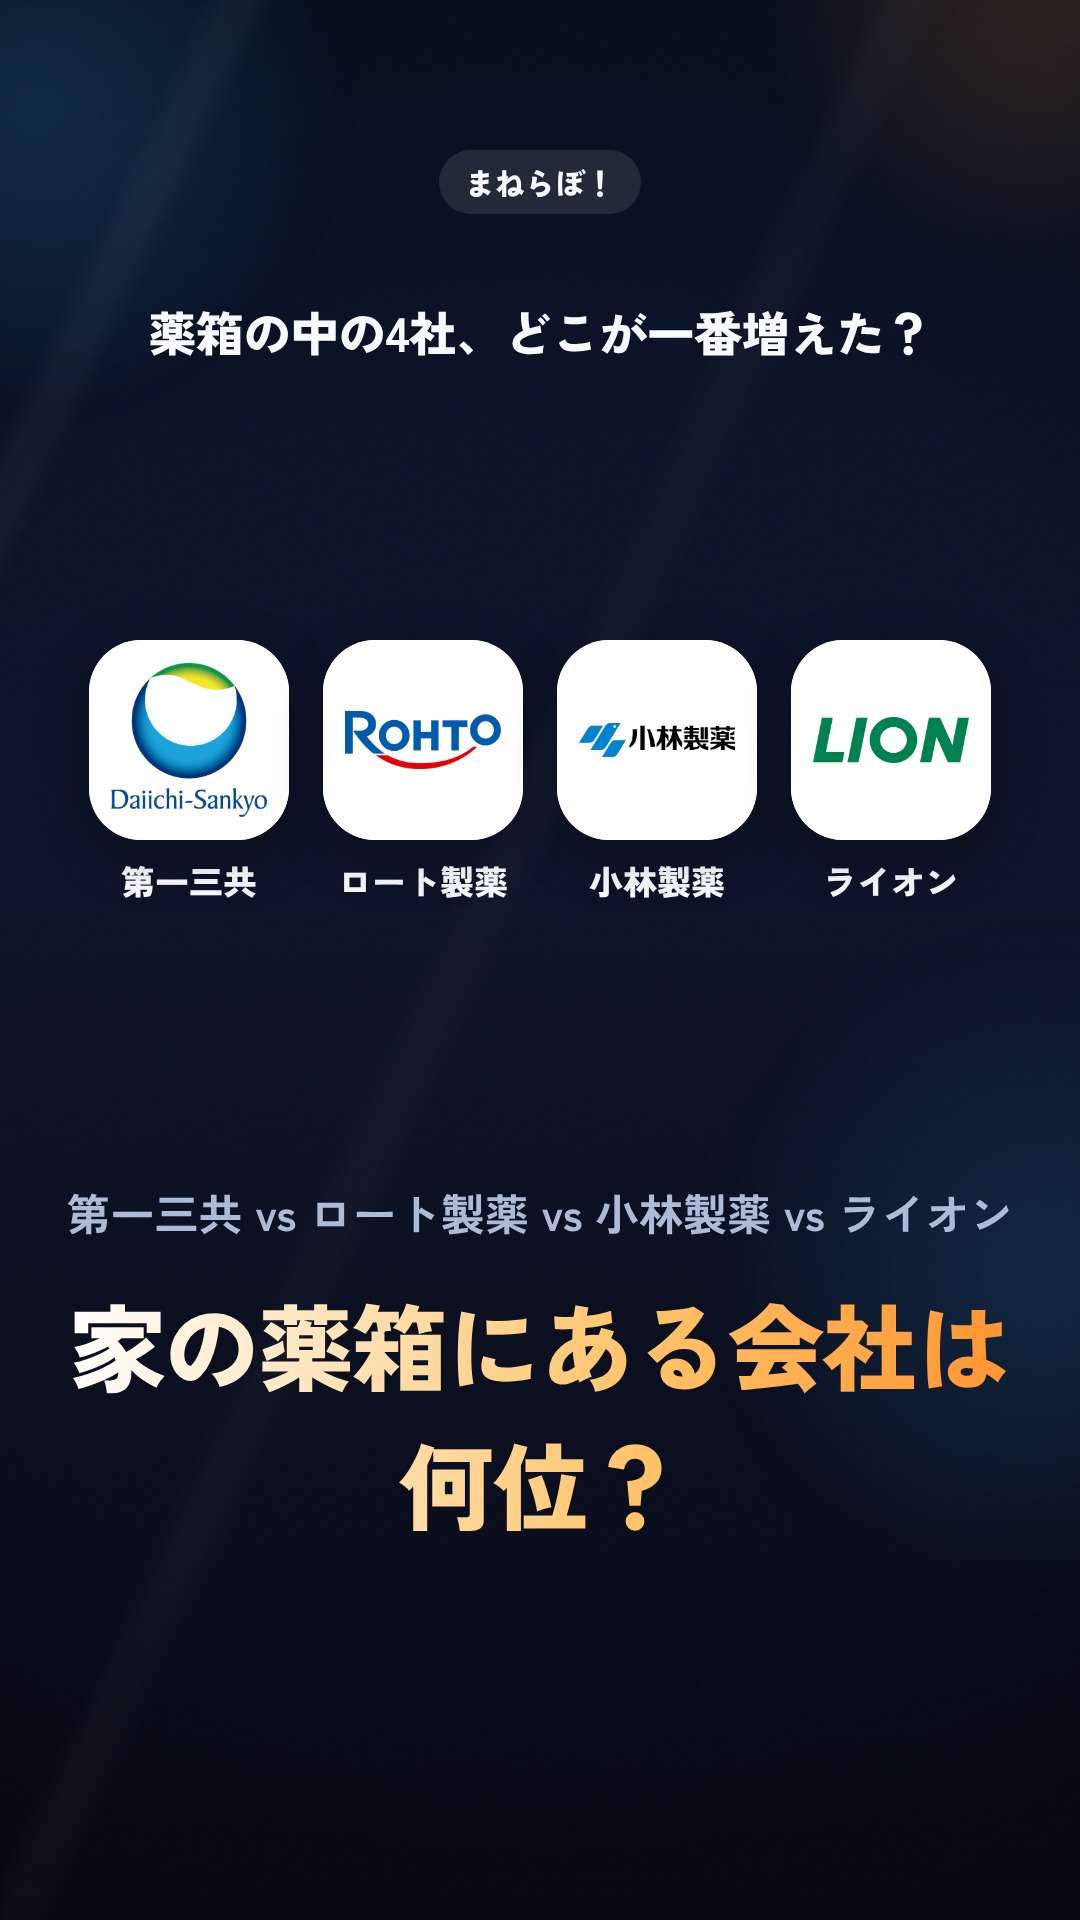 まねらぼ！
薬箱の中の4社、どこが一番増えた？
Daiichi-Sankyo
ROHTO
小林製薬
LION
第一三共
ロート製薬
小林製薬
ライオン
第一三共 vs ロート製薬 vs 小林製薬 vs ライオン
家の薬箱にある会社は
何位？